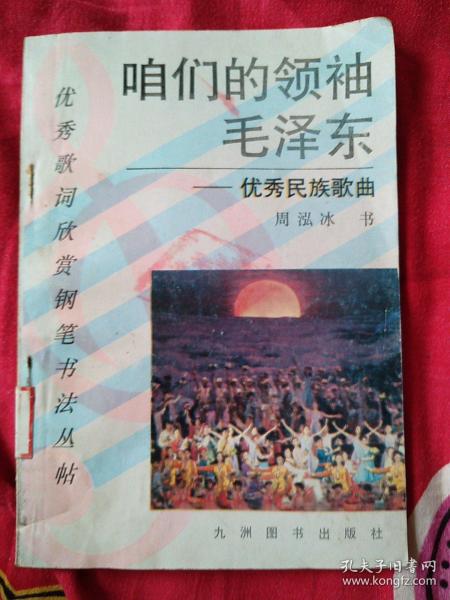 咱们的领袖
毛泽东
——优秀民族歌曲
周泓冰 书
优秀歌词欣赏钢笔书法丛帖
九洲图书出版社
孔夫子旧书网
www.kongfz.com